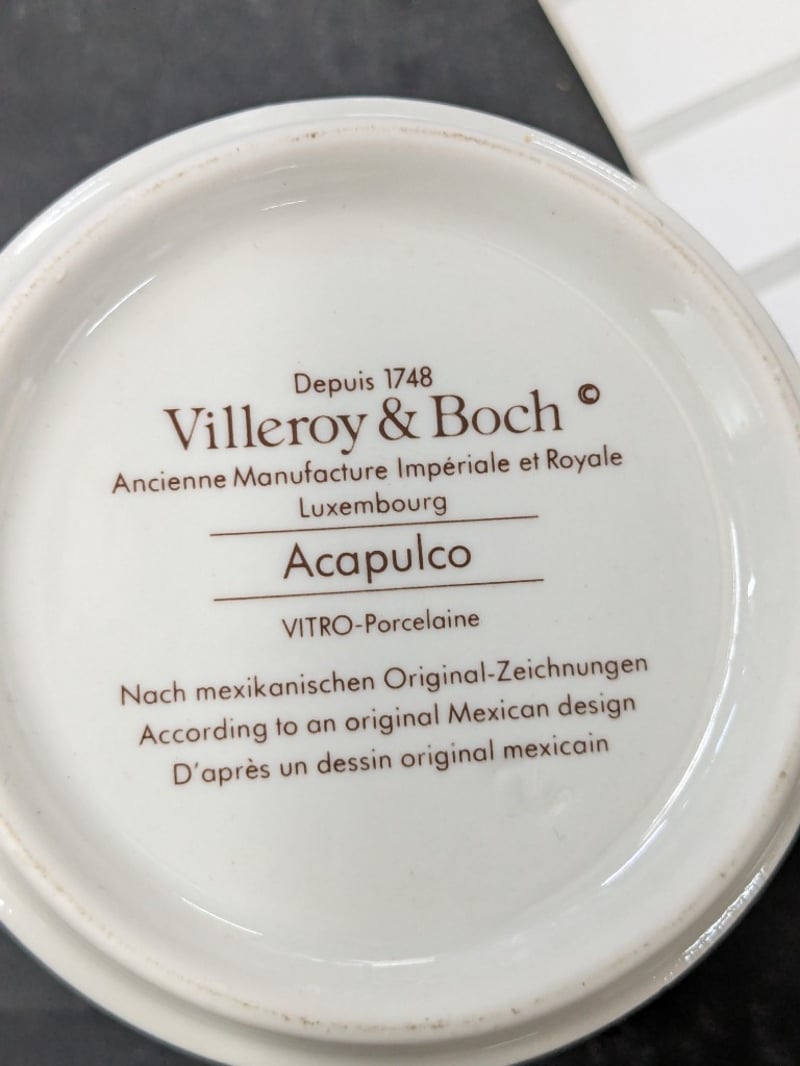 Depuis 1748
Villeroy & Boch ©
Ancienne Manufacture Impériale et Royale
Luxembourg
Acapulco
VITRO-Porcelaine
Nach mexikanischen Original-Zeichnungen
According to an original Mexican design
D'après un dessin original mexicain